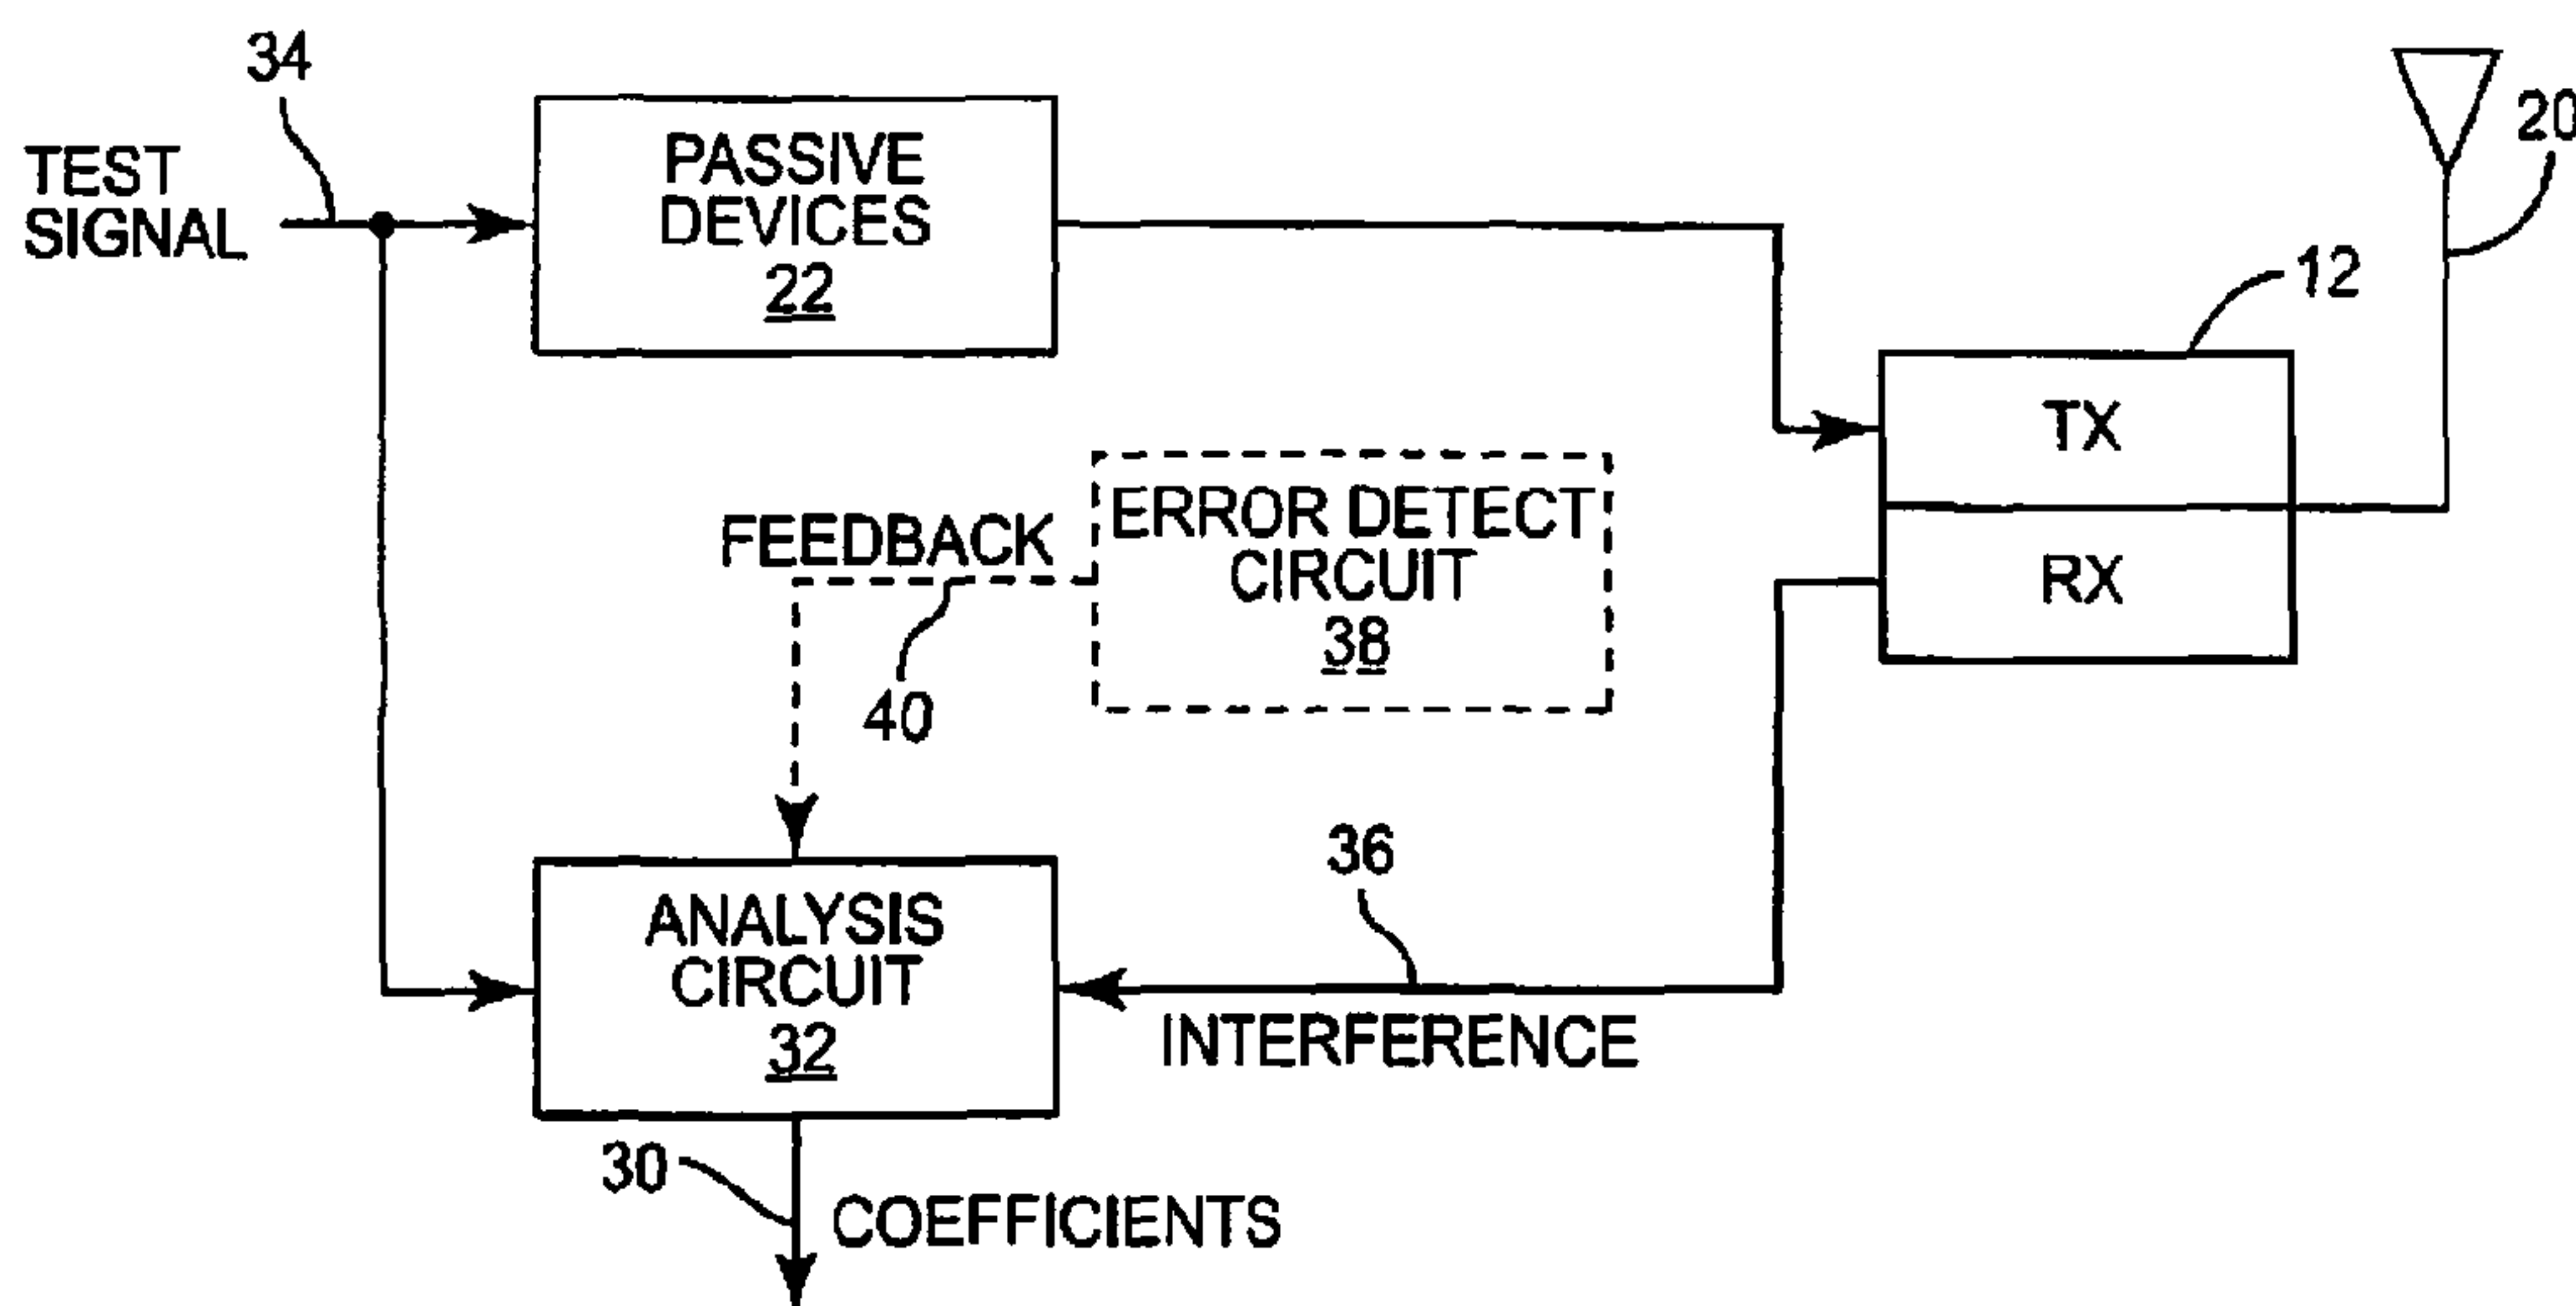 34
TEST
SIGNAL
PASSIVE
DEVICES
22
20
12
TX
RX
ERROR DETECT
CIRCUIT
38
FEEDBACK
40
ANALYSIS
CIRCUIT
32
36
INTERFERENCE
30
COEFFICIENTS